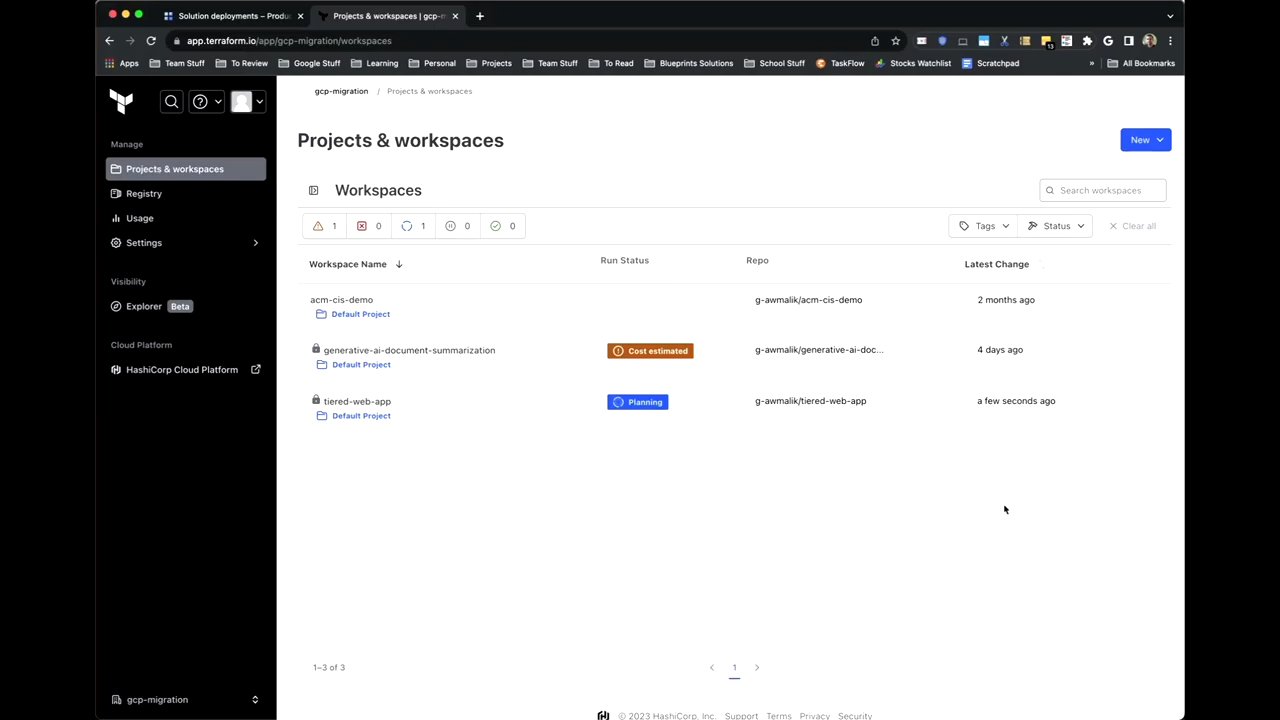 Solution deployments – Produ
Projects & workspaces | gcp-m
app.terraform.io/app/gcp-migration/workspaces
13
Apps Team Stuff To Review Google Stuff Learning Personal Projects Team Stuff To Read Blueprints Solutions School Stuff TaskFlow Stocks Watchlist Scratchpad » All Bookmarks
gcp-migration / Projects & workspaces
Manage
Projects & workspaces
Registry
Usage
Settings
Visibility
Explorer Beta
Cloud Platform
HashiCorp Cloud Platform
gcp-migration
Projects & workspaces
New
Workspaces
Search workspaces
1 0 1 0 0
Tags Status Clear all
Workspace Name Run Status Repo Latest Change
acm-cis-demo g-awmalik/acm-cis-demo 2 months ago
Default Project
generative-ai-document-summarization Cost estimated g-awmalik/generative-ai-doc... 4 days ago
Default Project
tiered-web-app Planning g-awmalik/tiered-web-app a few seconds ago
Default Project
1–3 of 3 1
© 2023 HashiCorp, Inc. Support Terms Privacy Security